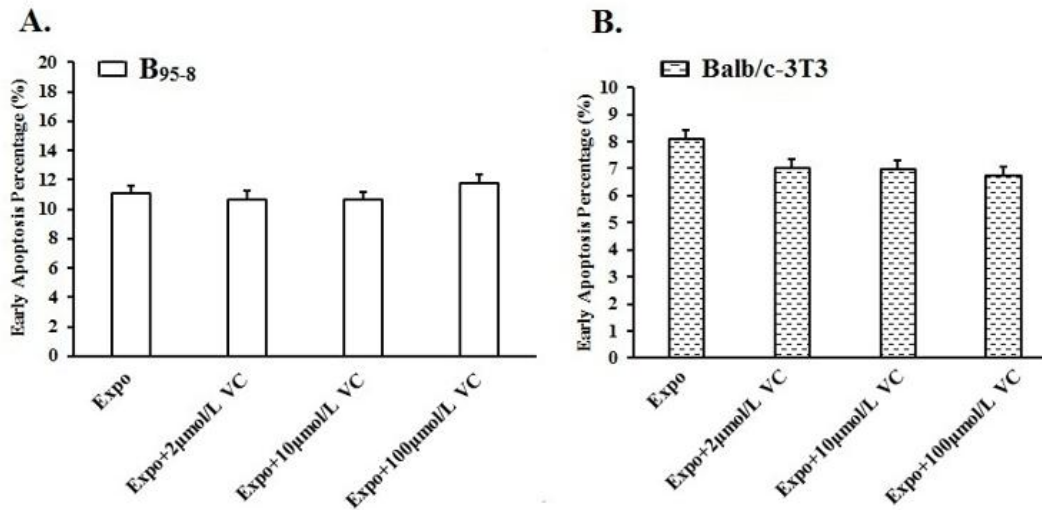 A.
B95-8
Early Apoptosis Percentage (%)
20
18
16
14
12
10
8
6
4
2
0
Expo
Expo+2μmol/L VC
Expo+10μmol/L VC
Expo+100μmol/L VC
B.
Balb/c-3T3
Early Apoptosis Percentage (%)
10
9
8
7
6
5
4
3
2
1
0
Expo
Expo+2μmol/L VC
Expo+10μmol/L VC
Expo+100μmol/L VC